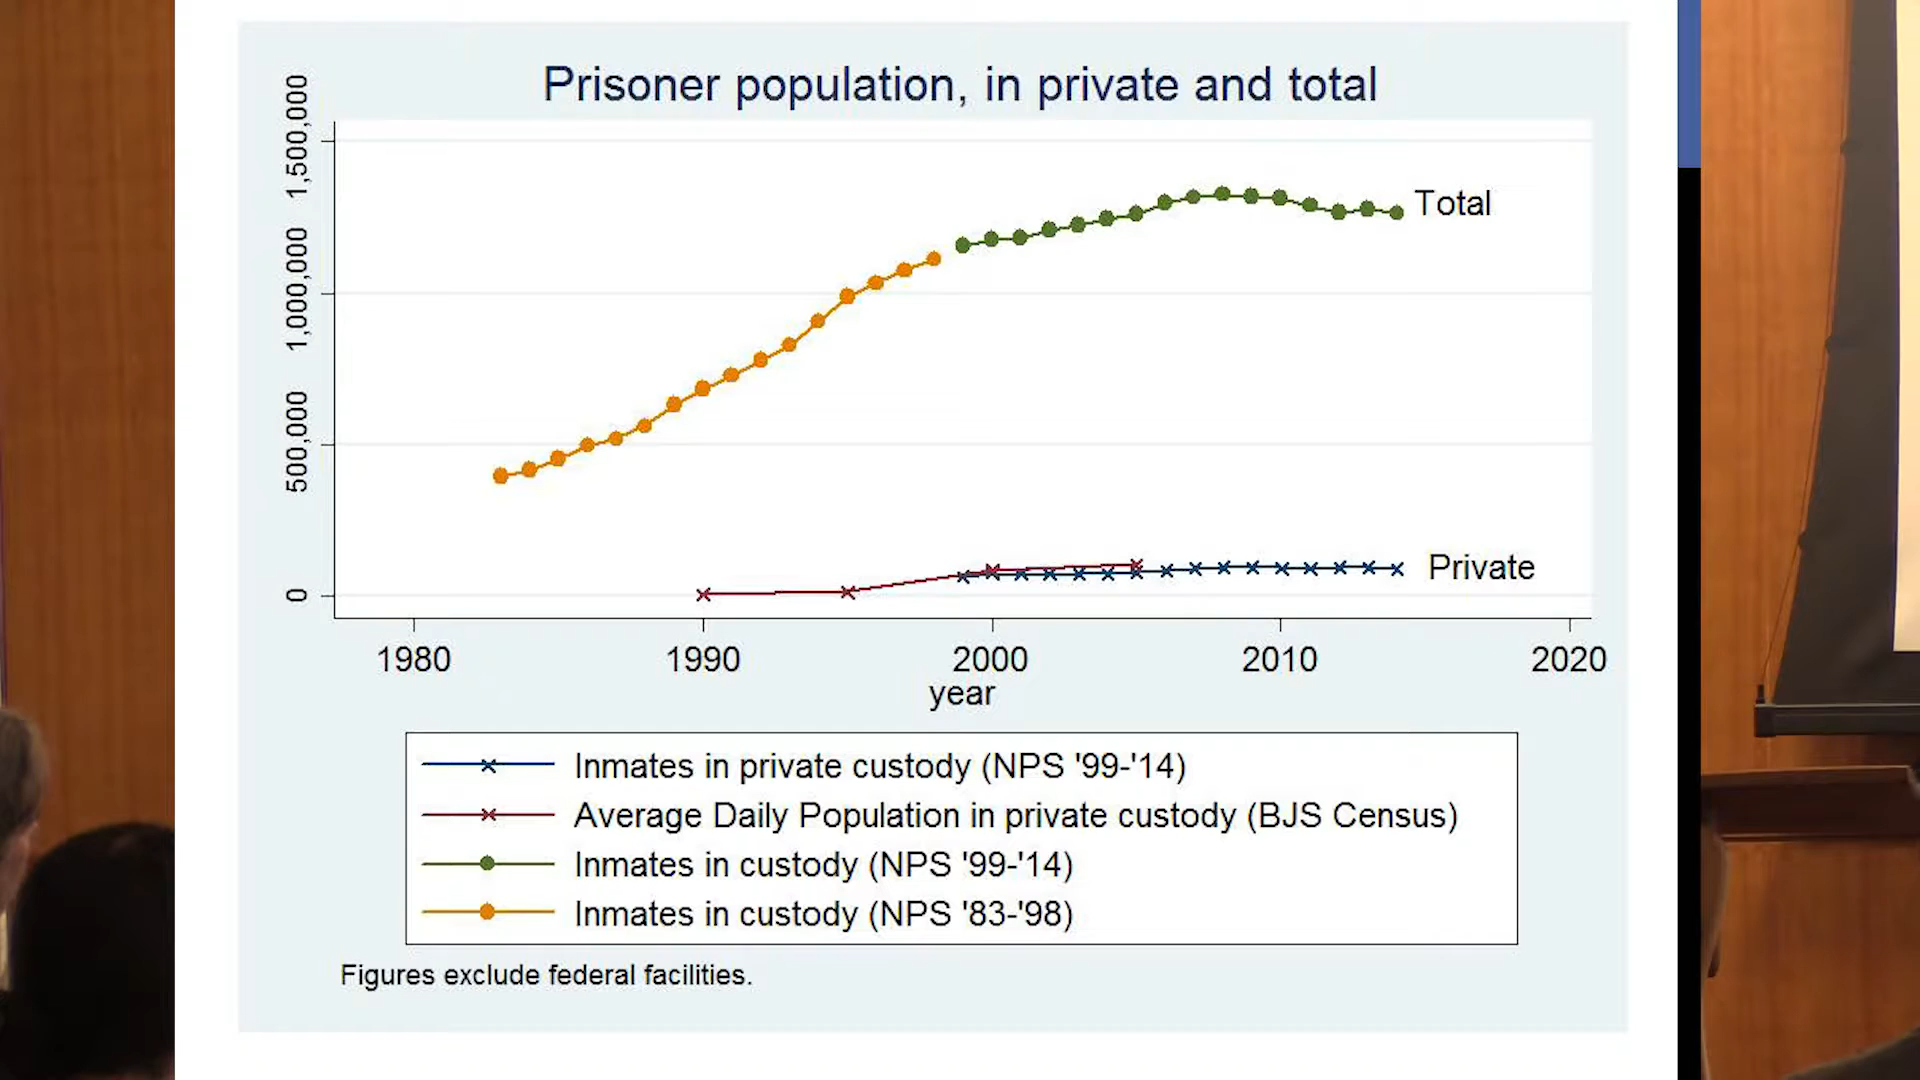 Prisoner population, in private and total
1,500,000
1,000,000
500,000
0
Total
Private
1980 1990 2000 2010 2020
year
Inmates in private custody (NPS '99-'14)
Average Daily Population in private custody (BJS Census)
Inmates in custody (NPS '99-'14)
Inmates in custody (NPS '83-'98)
Figures exclude federal facilities.